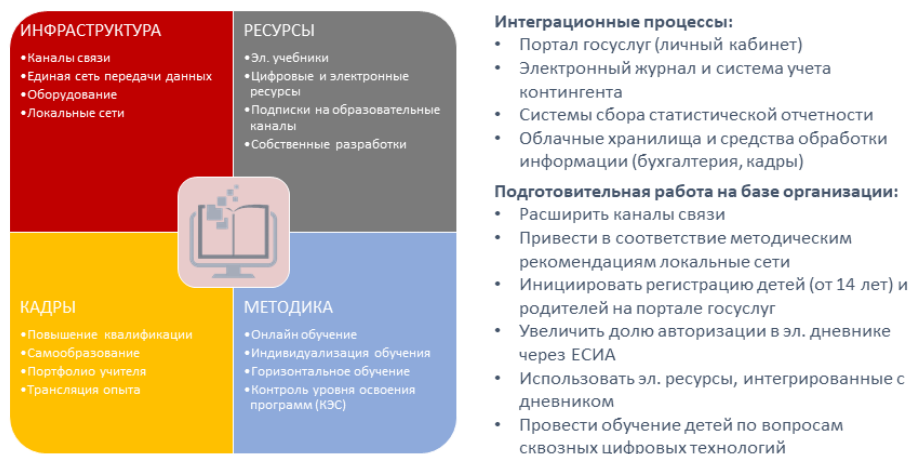 ИНФРАСТРУКТУРА
•Каналы связи
•Единая сеть передачи данных
•Оборудование
•Локальные сети
РЕСУРСЫ
•Эл. учебники
•Цифровые и электронные
ресурсы
•Подписки на образовательные
каналы
•Собственные разработки
КАДРЫ
•Повышение квалификации
•Самообразование
•Портфолио учителя
•Трансляция опыта
МЕТОДИКА
•Онлайн обучение
•Индивидуализация обучения
•Горизонтальное обучение
•Контроль уровня освоения
программ (КЭС)
Интеграционные процессы:
• Портал госуслуг (личный кабинет)
• Электронный журнал и система учета
контингента
• Системы сбора статистической отчетности
• Облачные хранилища и средства обработки
информации (бухгалтерия, кадры)
Подготовительная работа на базе организации:
• Расширить каналы связи
• Привести в соответствие методическим
рекомендациям локальные сети
• Инициировать регистрацию детей (от 14 лет) и
родителей на портале госуслуг
• Увеличить долю авторизации в эл. дневнике
через ЕСИА
• Использовать эл. ресурсы, интегрированные с
дневником
• Провести обучение детей по вопросам
сквозных цифровых технологий